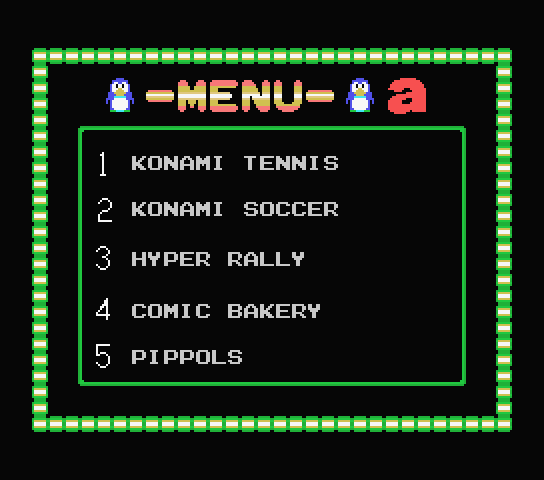 -MENU- a
1 KONAMI TENNIS
2 KONAMI SOCCER
3 HYPER RALLY
4 COMIC BAKERY
5 PIPPOLS